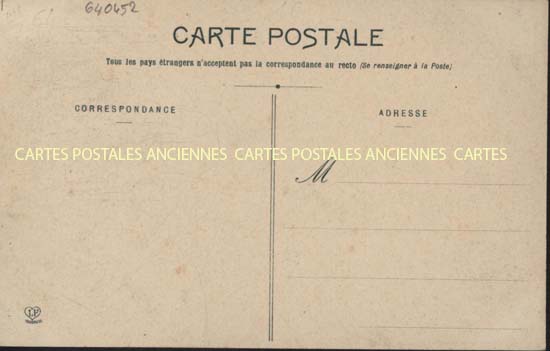 640452
CARTE POSTALE
Tous les pays étrangers n'acceptent pas la correspondance au recto (Se renseigner à la Poste)
CORRESPONDANCE
ADRESSE
CARTES POSTALES ANCIENNES CARTES POSTALES ANCIENNES CARTES
M